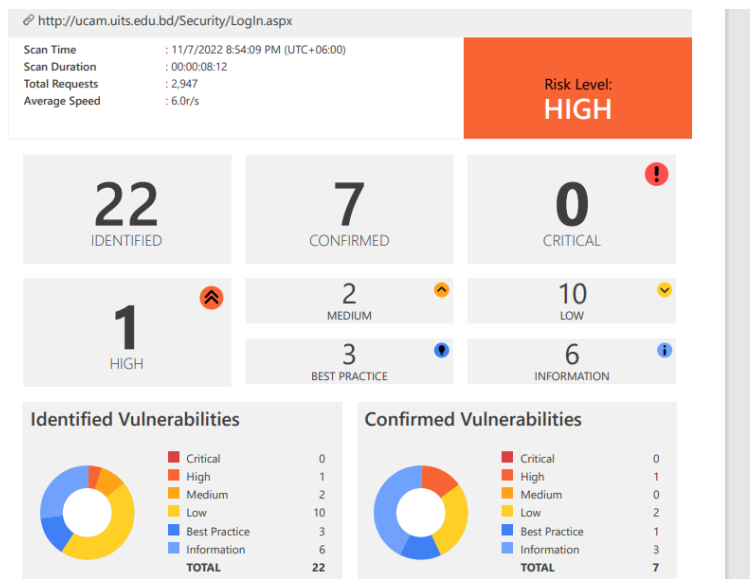 http://ucam.uits.edu.bd/Security/LogIn.aspx
Scan Time : 11/7/2022 8:54:09 PM (UTC+06:00)
Scan Duration : 00:00:08:12
Total Requests : 2,947
Average Speed : 6.0r/s
Risk Level:
HIGH
22
IDENTIFIED
7
CONFIRMED
0
CRITICAL
1
HIGH
2
MEDIUM
10
LOW
3
BEST PRACTICE
6
INFORMATION
Identified Vulnerabilities
Critical 0
High 1
Medium 2
Low 10
Best Practice 3
Information 6
TOTAL 22
Confirmed Vulnerabilities
Critical 0
High 1
Medium 0
Low 2
Best Practice 1
Information 3
TOTAL 7